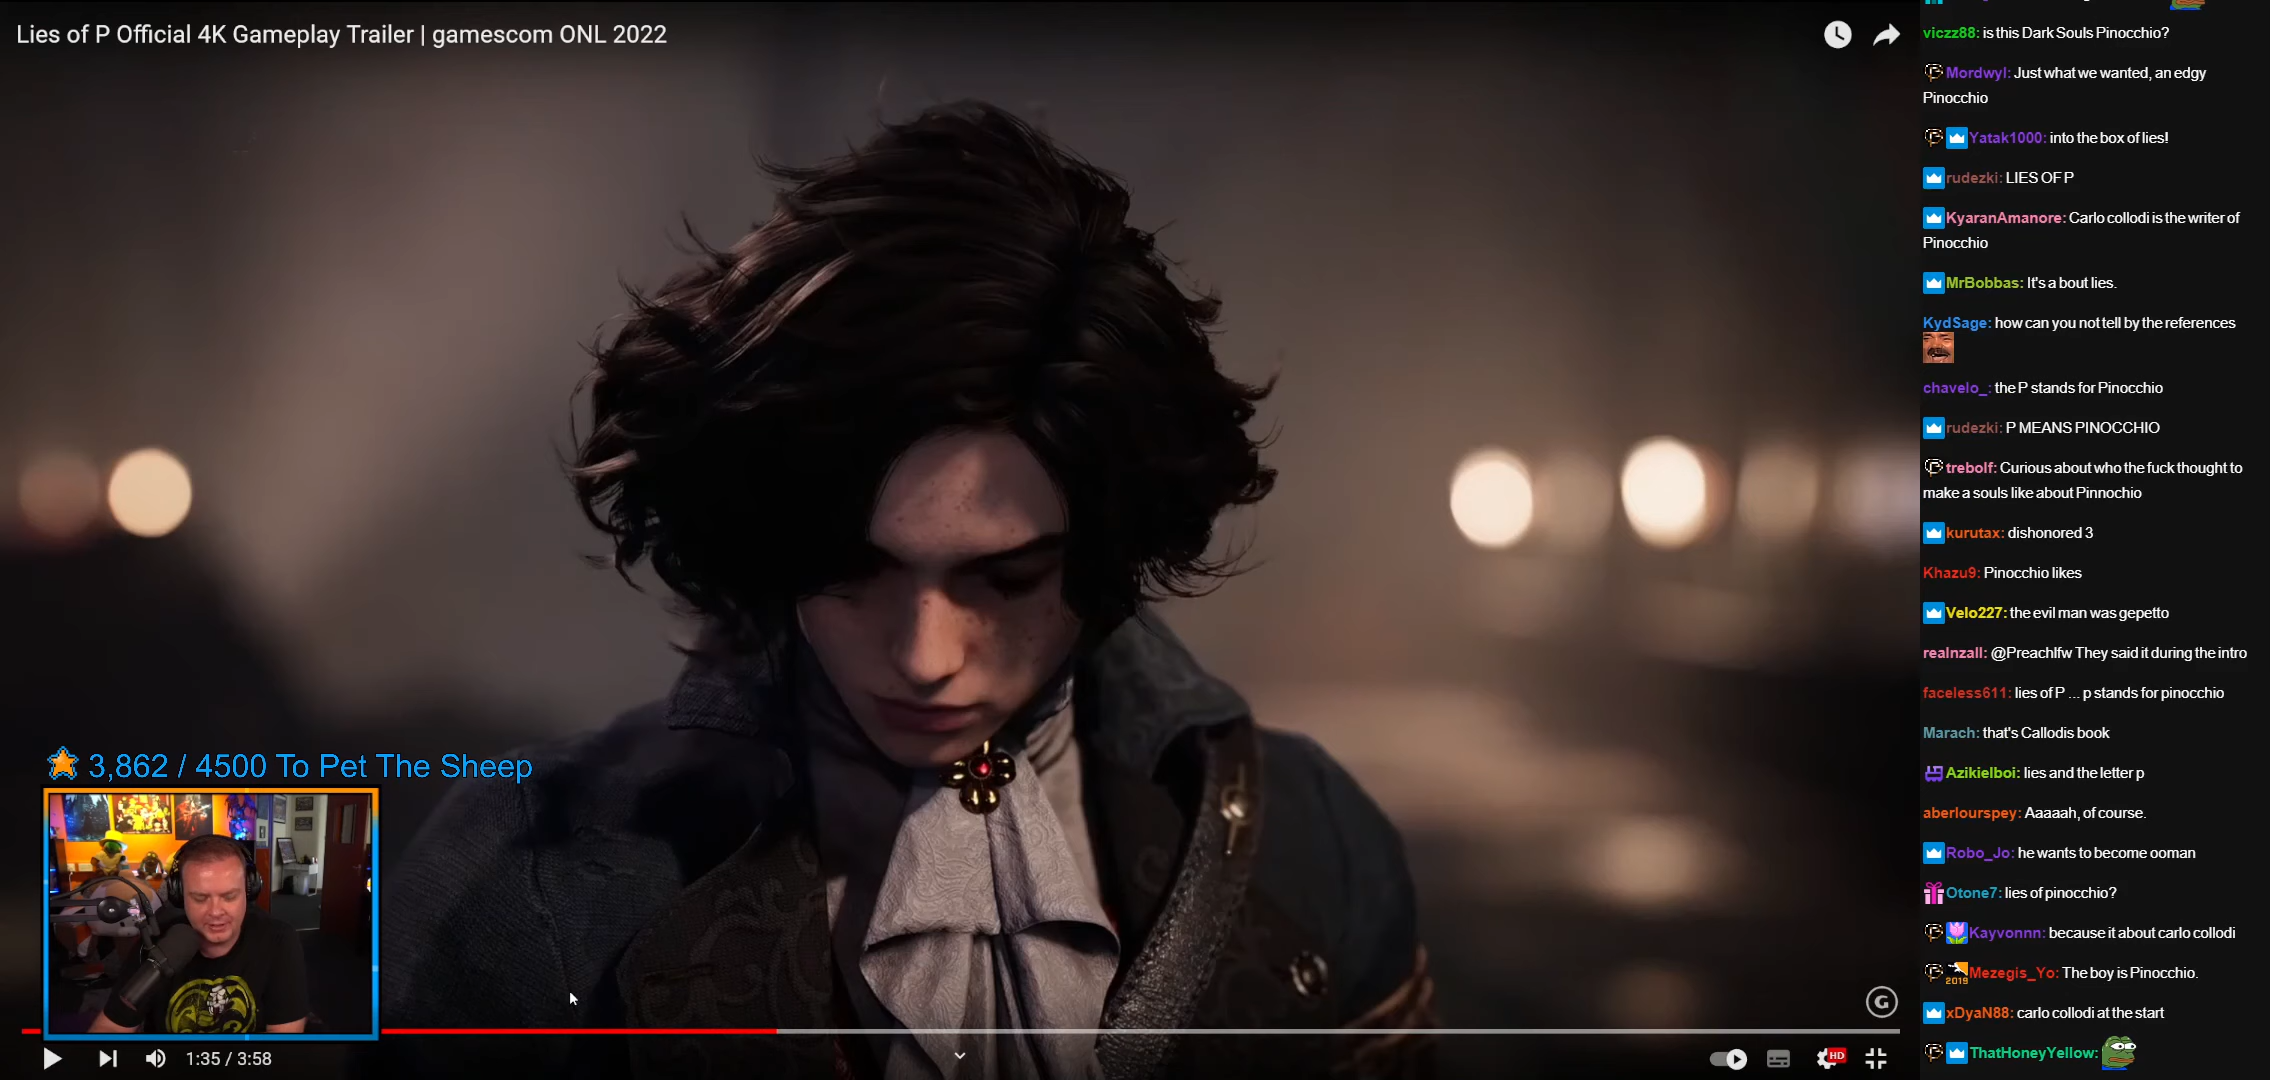 Lies of P Official 4K Gameplay Trailer | gamescom ONL 2022
3,862 / 4500 To Pet The Sheep
1:35 / 3:58
HD
G
viczz88: is this Dark Souls Pinocchio?
Mordwyl: Just what we wanted, an edgy
Pinocchio
Yatak1000: into the box of lies!
rudezki: LIES OF P
KyaranAmanore: Carlo collodi is the writer of
Pinocchio
MrBobbas: It's a bout lies.
KydSage: how can you not tell by the references
chavelo_: the P stands for Pinocchio
rudezki: P MEANS PINOCCHIO
trebolf: Curious about who the fuck thought to
make a souls like about Pinnochio
kurutax: dishonored 3
Khazu9: Pinocchio likes
Velo227: the evil man was gepetto
realnzall: @Preachlfw They said it during the intro
faceless611: lies of P ... p stands for pinocchio
Marach: that's Callodis book
Azikielboi: lies and the letter p
aberlourspey: Aaaaah, of course.
Robo_Jo: he wants to become ooman
Otone7: lies of pinocchio?
Kayvonnn: because it about carlo collodi
2019 Mezegis_Yo: The boy is Pinocchio.
xDyaN88: carlo collodi at the start
ThatHoneyYellow: